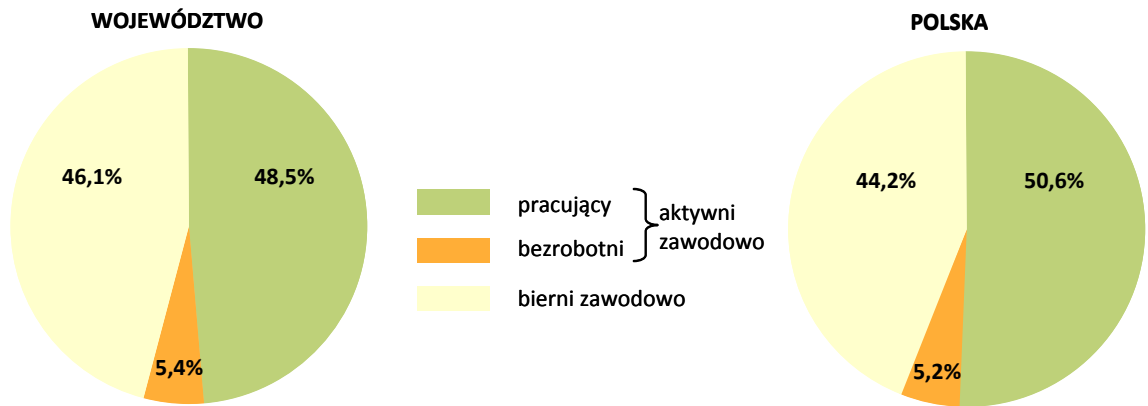 WOJEWÓDZTWO
POLSKA
46,1%
48,5%
5,4%
pracujący
bezrobotni
aktywni
zawodowo
bierni zawodowo
44,2%
50,6%
5,2%